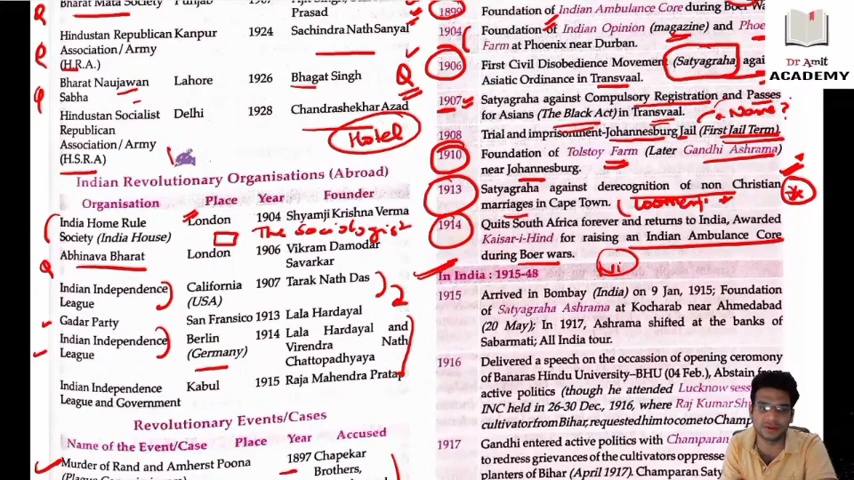 Bharat Mata Society Punjab 1907 Ajit Singh,
Prasad
Hindustan Republican Kanpur 1924 Sachindra Nath Sanyal
Association/Army
(H.R.A.)
Bharat Naujawan Lahore 1926 Bhagat Singh
Sabha
Hindustan Socialist Delhi 1928 Chandrashekhar Azad
Republican
Association/Army
(H.S.R.A)
Hotel
Indian Revolutionary Organisations (Abroad)
Organisation Place Year Founder
India Home Rule London 1904 Shyamji Krishna Verma
Society (India House)
The Sociologist
Abhinava Bharat London 1906 Vikram Damodar
Savarkar
Indian Independence California 1907 Tarak Nath Das
League (USA)
2
Gadar Party San Fransico 1913 Lala Hardayal
Indian Independence Berlin 1914 Lala Hardayal and
League (Germany) Virendra Nath
Chattopadhyaya
Indian Independence Kabul 1915 Raja Mahendra Pratap
League and Government
Revolutionary Events/Cases
Name of the Event/Case Place Year Accused
Murder of Rand and Amherst Poona 1897 Chapekar
Brothers,
1899 Foundation of Indian Ambulance Core during Boer
1904 Foundation of Indian Opinion (magazine) and
Farm at Phoenix near Durban.
1906 First Civil Disobedience Movement (Satyagraha)
Asiatic Ordinance in Transvaal.
1907 Satyagraha against Compulsory Registration and Passes
for Asians (The Black Act) in Transvaal. Name?
1908 Trial and imprisonment-Johannesburg Jail (First Jail Term)
1910 Foundation of Tolstoy Farm (Later Gandhi Ashrama)
near Johannesburg.
1913 Satyagraha against derecognition of non Christian
marriages in Cape Town.
1914 Quits South Africa forever and returns to India, Awarded
Kaisar-i-Hind for raising an Indian Ambulance Core
during Boer wars.
In India : 1915-48
1915 Arrived in Bombay (India) on 9 Jan, 1915; Foundation
of Satyagraha Ashrama at Kocharab near Ahmedabad
(20 May); In 1917, Ashrama shifted at the banks of
Sabarmati; All India tour.
1916 Delivered a speech on the occassion of opening ceremony
of Banaras Hindu University–BHU (04 Feb.), Abstain from
active politics (though he attended Lucknow
INC held in 26-30 Dec., 1916, where Raj Kumar
cultivator from Bihar, requested him to come to
1917 Gandhi entered active politics with
to redress grievances of the cultivators
planters of Bihar (April 1917). Champaran
Dr Amit
ACADEMY